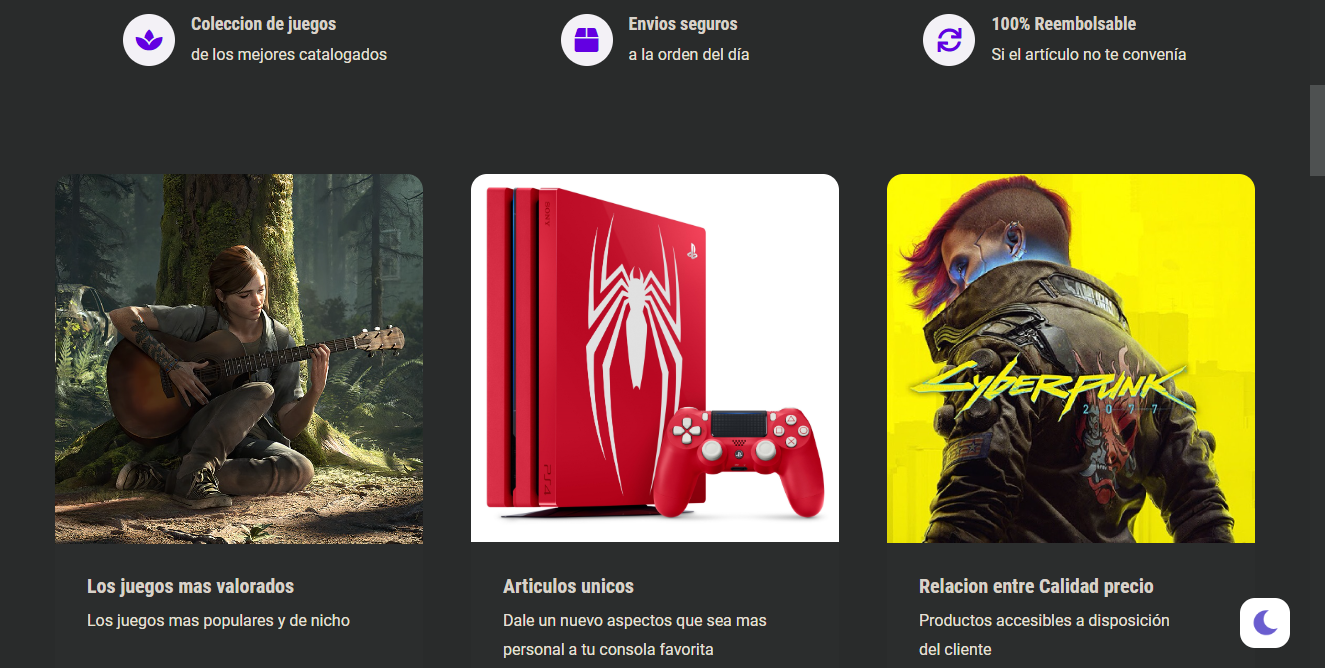 Coleccion de juegos
de los mejores catalogados
Envios seguros
a la orden del día
100% Reembolsable
Si el artículo no te convenía
SONY
PS4
SAMURAI
Cyberpunk
2077
Los juegos mas valorados
Los juegos mas populares y de nicho
Articulos unicos
Dale un nuevo aspectos que sea mas
personal a tu consola favorita
Relacion entre Calidad precio
Productos accesibles a disposición
del cliente